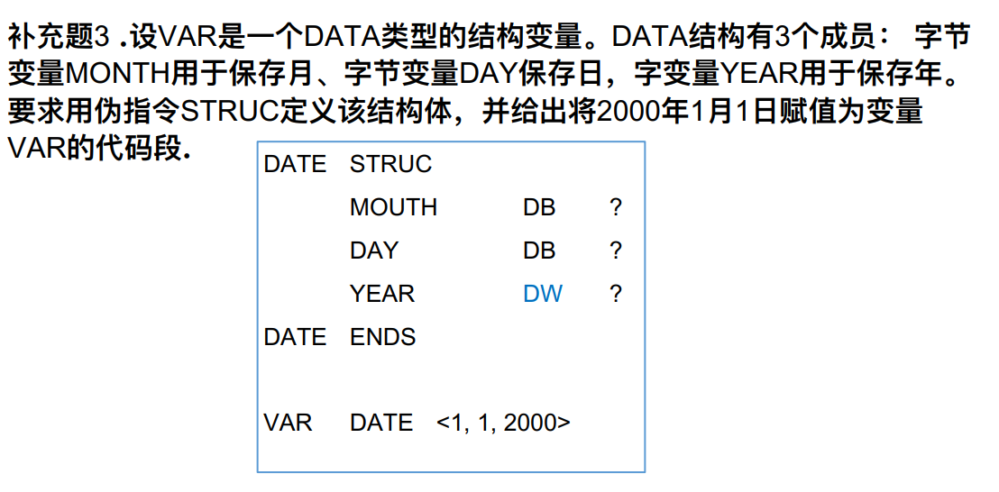 补充题3 .设VAR是一个DATA类型的结构变量。DATA结构有3个成员： 字节
变量MONTH用于保存月、字节变量DAY保存日，字变量YEAR用于保存年。
要求用伪指令STRUC定义该结构体，并给出将2000年1月1日赋值为变量
VAR的代码段.
DATE STRUC
MOUTH DB ?
DAY DB ?
YEAR DW ?
DATE ENDS
VAR DATE <1, 1, 2000>